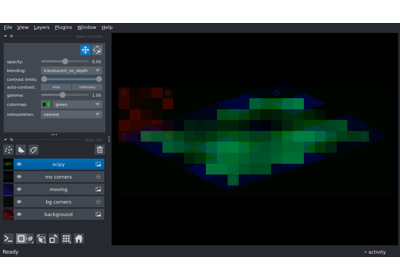 File View Layers Plugins Window Help
opacity: 0.50
blending: translucent_no_depth
contrast limits:
auto-contrast: once continuous
gamma: 1.00
colormap: green
interpolation: nearest
scipy
mv corners
moving
bg corners
background
Ready
activity